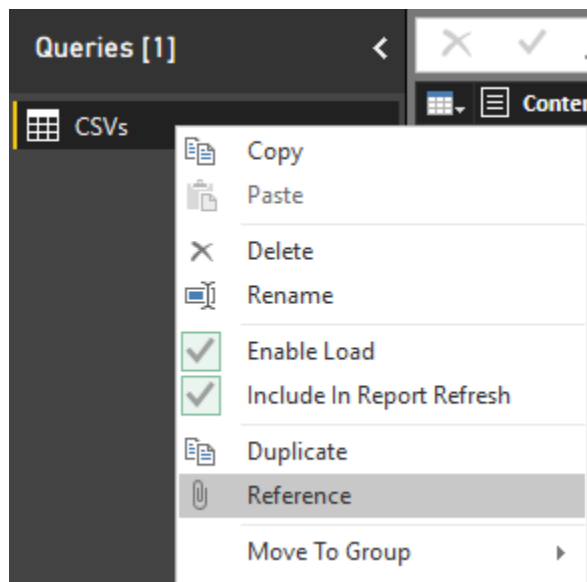 Queries [1]
CSVs
Copy
Paste
Delete
Rename
Enable Load
Include In Report Refresh
Duplicate
Reference
Move To Group